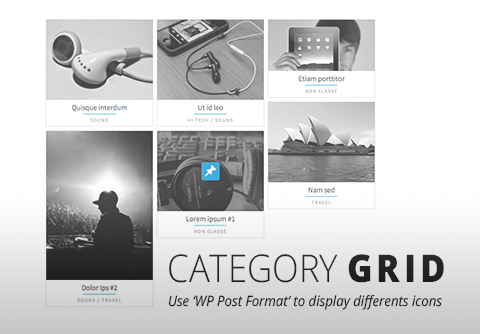 Quisque interdum
SOUND
Ut id leo
HI-TECH / SOUND
Etiam porttitor
NON CLASSÉ
Lorem ipsum #1
NON CLASSÉ
Nam sed
TRAVEL
Dolor Ips #2
SOUND / TRAVEL
CATEGORY GRID
Use ‘WP Post Format‘ to display differents icons